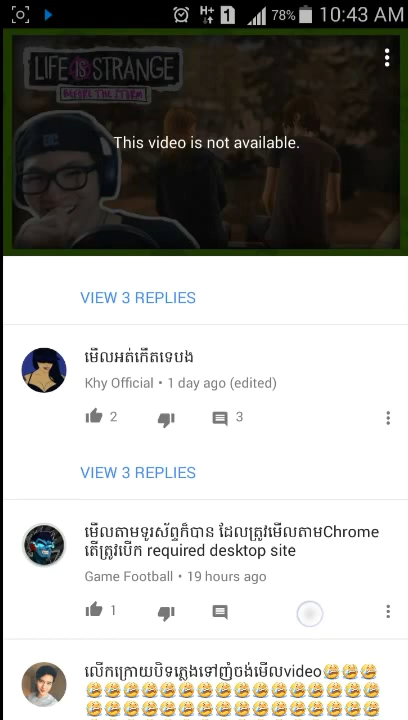 H+ 1 78% 10:43 AM
LIFE IS STRANGE
BEFORE THE STORM
This video is not available.
VIEW 3 REPLIES
មើលអត់កើតទេបង
Khy Official • 1 day ago (edited)
2 3
VIEW 3 REPLIES
មើលតាមទូរស័ព្ទក៏បាន ដែលត្រូវមើលតាមChrome
តើត្រូវបើក required desktop site
Game Football • 19 hours ago
1
លើកក្រោយបិទភ្លេងទៅញុំចង់មើលvideo😂😂😂
😂😂😂😂😂😂😂😂😂😂😂😂😂😂
😂😂😂😂😂😂😂😂😂😂😂😂😂😂